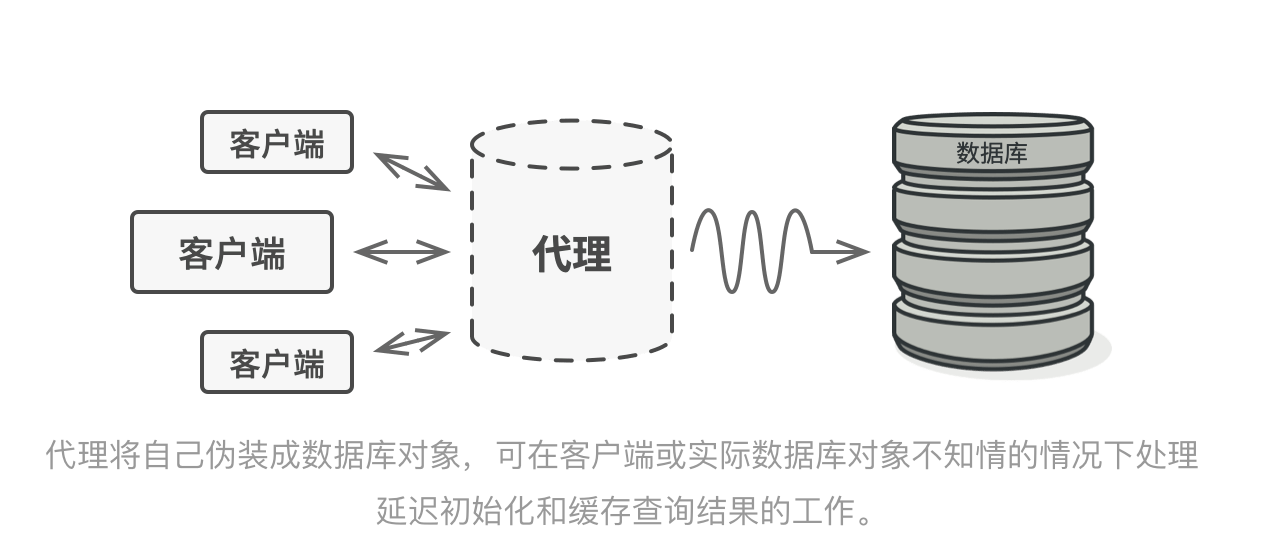 客户端
数据库
客户端
代理
客户端
代理将自己伪装成数据库对象，可在客户端或实际数据库对象不知情的情况下处理
延迟初始化和缓存查询结果的工作。